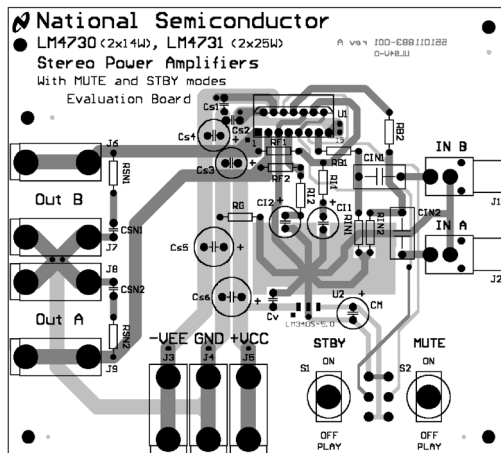 National Semiconductor
LM4730 (2x14W), LM4731 (2x25W)
Stereo Power Amplifiers
With MUTE and STBY modes
Evaluation Board
Cs1
Cs2
Cs4
Cs3
U1
RF1
RF2
RB1
RB2
CIN1
IN B
J1
J6
RSN1
Out B
CSN1
J7
J8
CSN2
Out A
RSN2
J9
RG
CI2
RI2
RI1
CI1
RIN1
RIN2
CIN2
IN A
J2
Cs5
Cs6
Cv
U2
CM
LM340S-5.0
-VEE GND +VCC
J3
J4
J5
STBY
MUTE
ON
ON
S1
S2
OFF
PLAY
OFF
PLAY